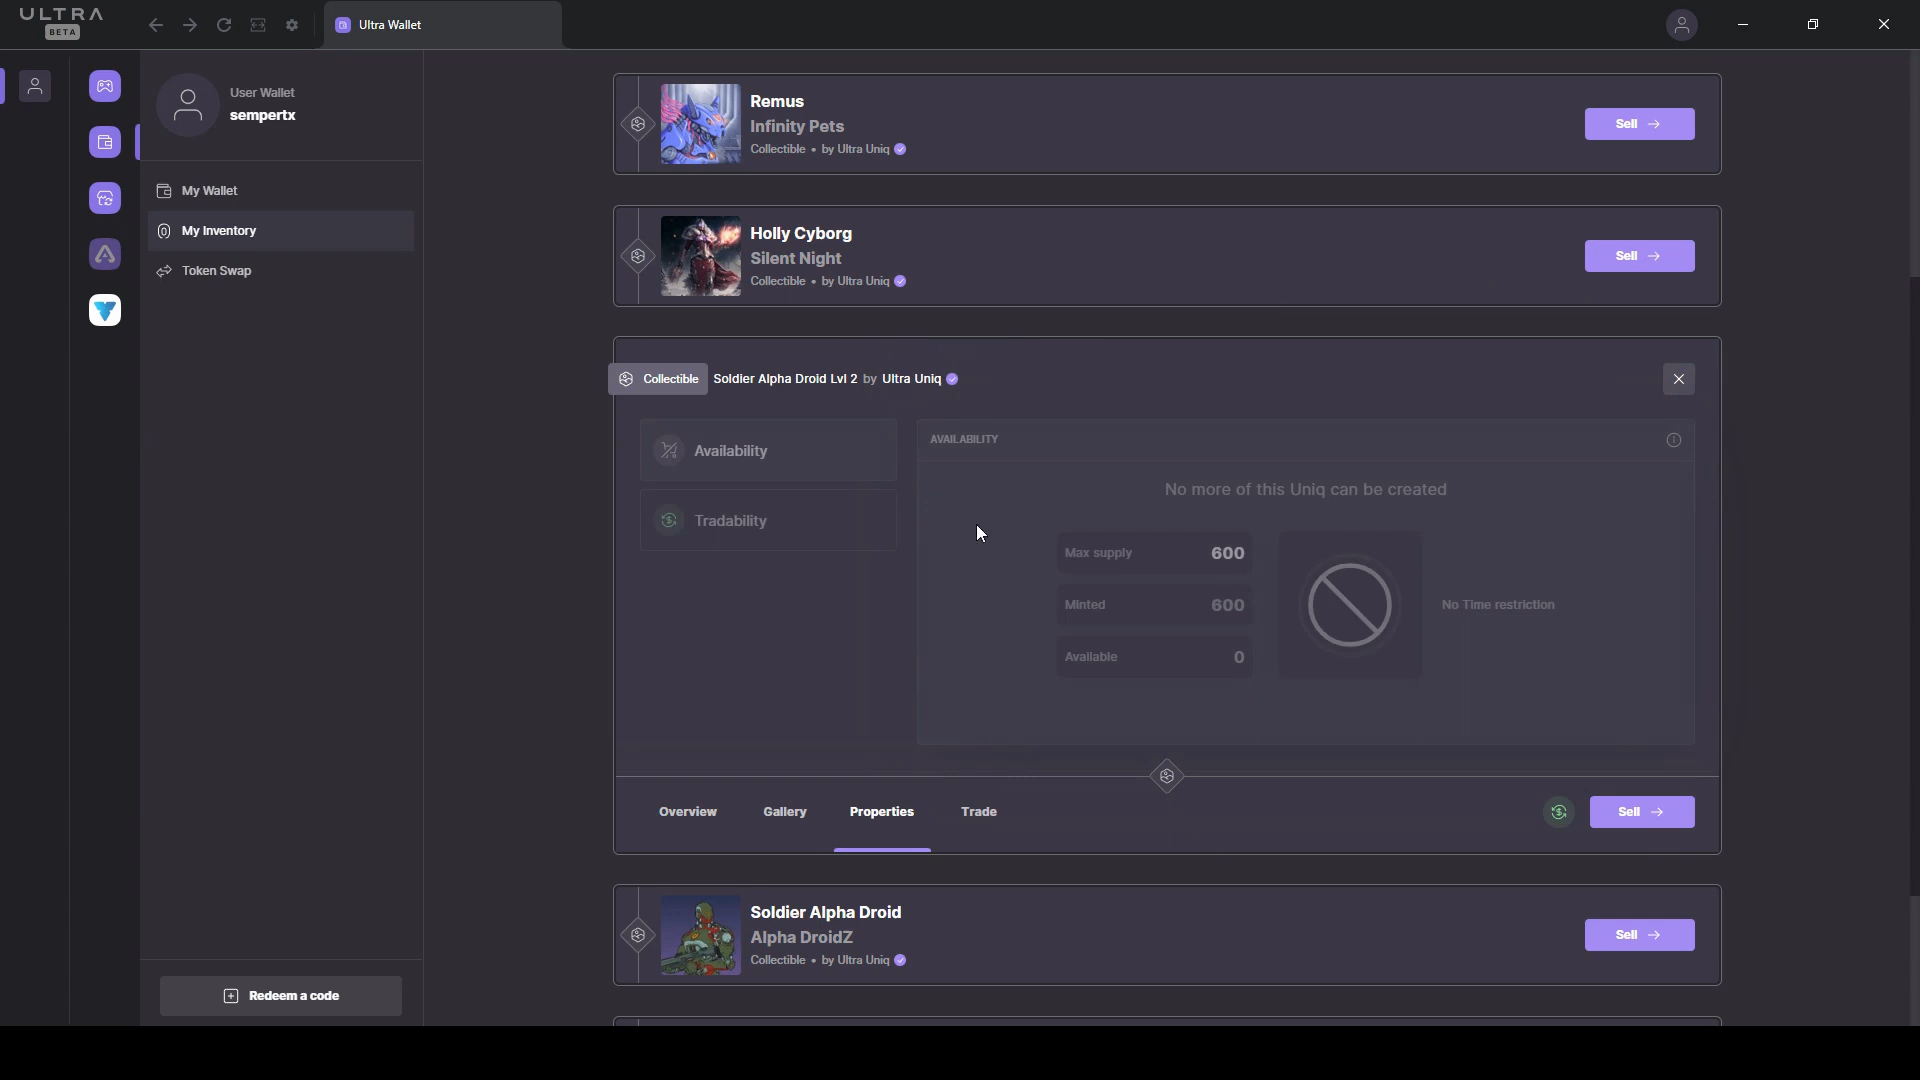 ULTRA
BETA
Ultra Wallet
User Wallet
sempertx
My Wallet
My Inventory
Token Swap
Redeem a code
Remus
Infinity Pets
Collectible • by Ultra Uniq
Sell
Holly Cyborg
Silent Night
Collectible • by Ultra Uniq
Sell
Collectible Soldier Alpha Droid Lvl 2 by Ultra Uniq
Availability
Tradability
AVAILABILITY
No more of this Uniq can be created
Max supply 600
Minted 600
Available 0
No Time restriction
Overview Gallery Properties Trade
Sell
Soldier Alpha Droid
Alpha DroidZ
Collectible • by Ultra Uniq
Sell